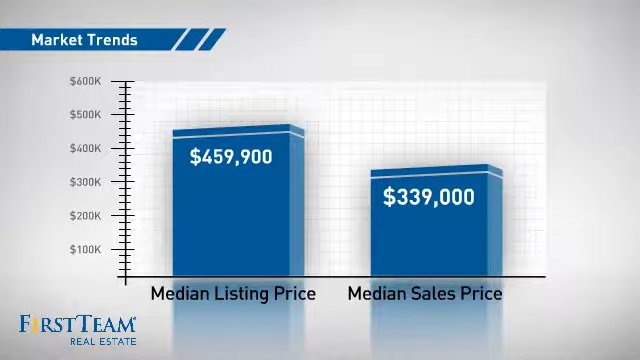 Market Trends
$600K
$500K
$400K
$300K
$200K
$100K
$459,900
$339,000
Median Listing Price
Median Sales Price
FIRSTTEAM®
REAL ESTATE